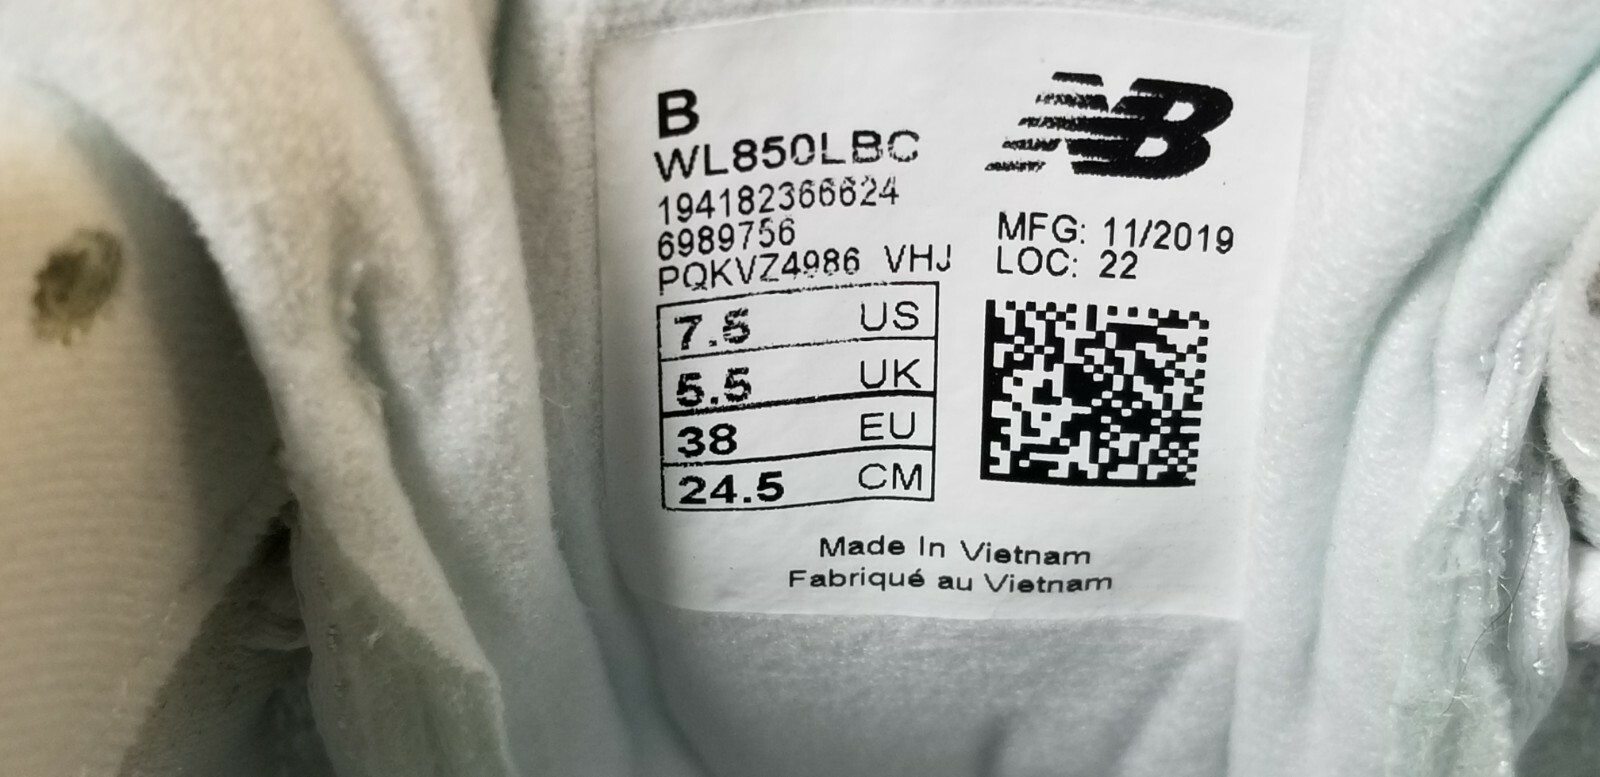 B
WL850LBC
194182366624
6989756
PQKVZ4986 VHJ
7.5 US
5.5 UK
38 EU
24.5 CM
NB
MFG: 11/2019
LOC: 22
Made In Vietnam
Fabriqué au Vietnam